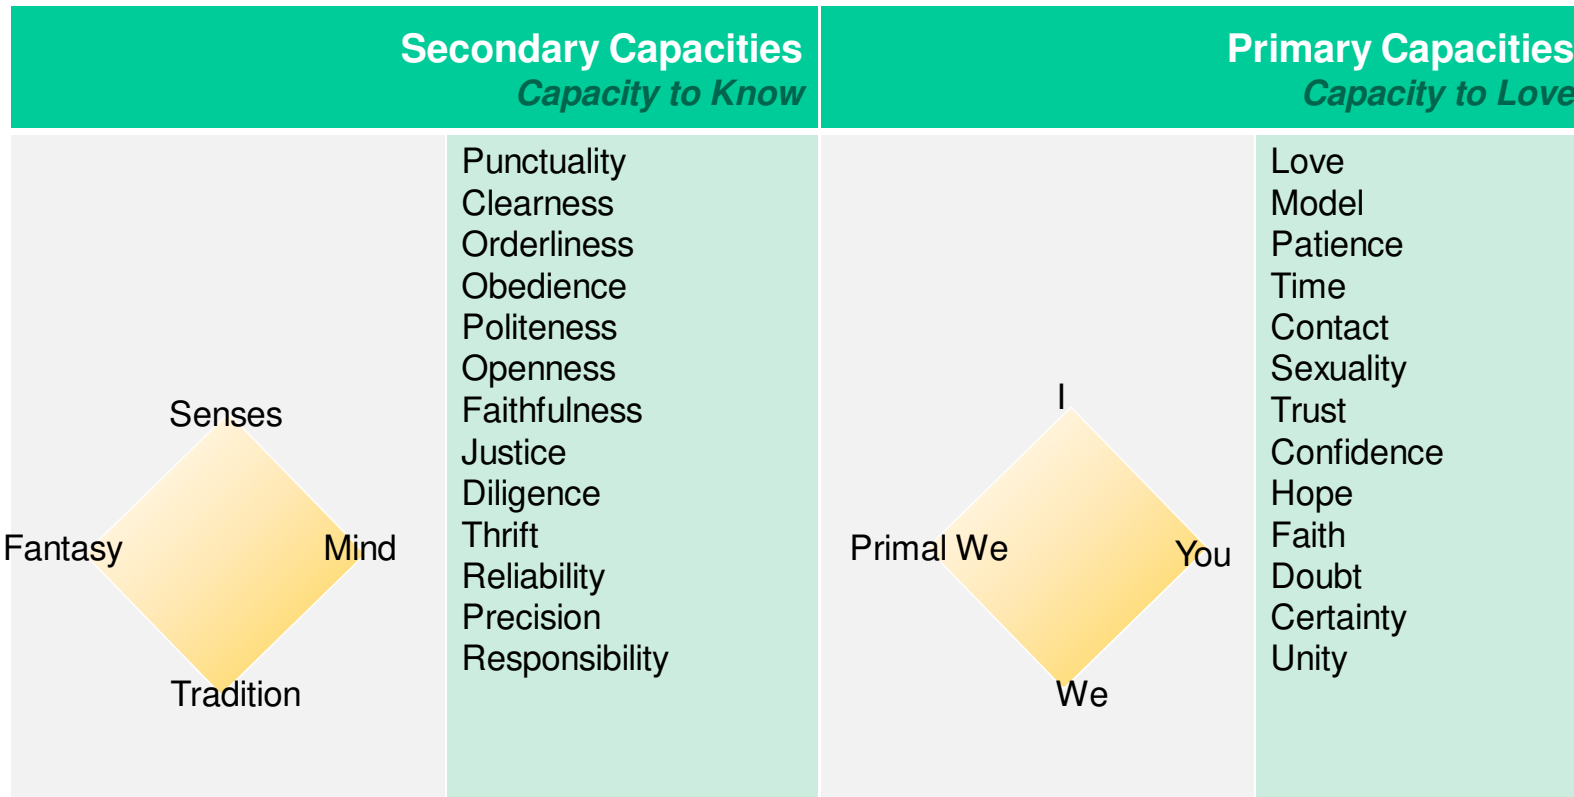 Secondary Capacities
Capacity to Know
Primary Capacities
Capacity to Love
Senses
Fantasy
Mind
Tradition
Punctuality
Clearness
Orderliness
Obedience
Politeness
Openness
Faithfulness
Justice
Diligence
Thrift
Reliability
Precision
Responsibility
I
Primal We
You
We
Love
Model
Patience
Time
Contact
Sexuality
Trust
Confidence
Hope
Faith
Doubt
Certainty
Unity